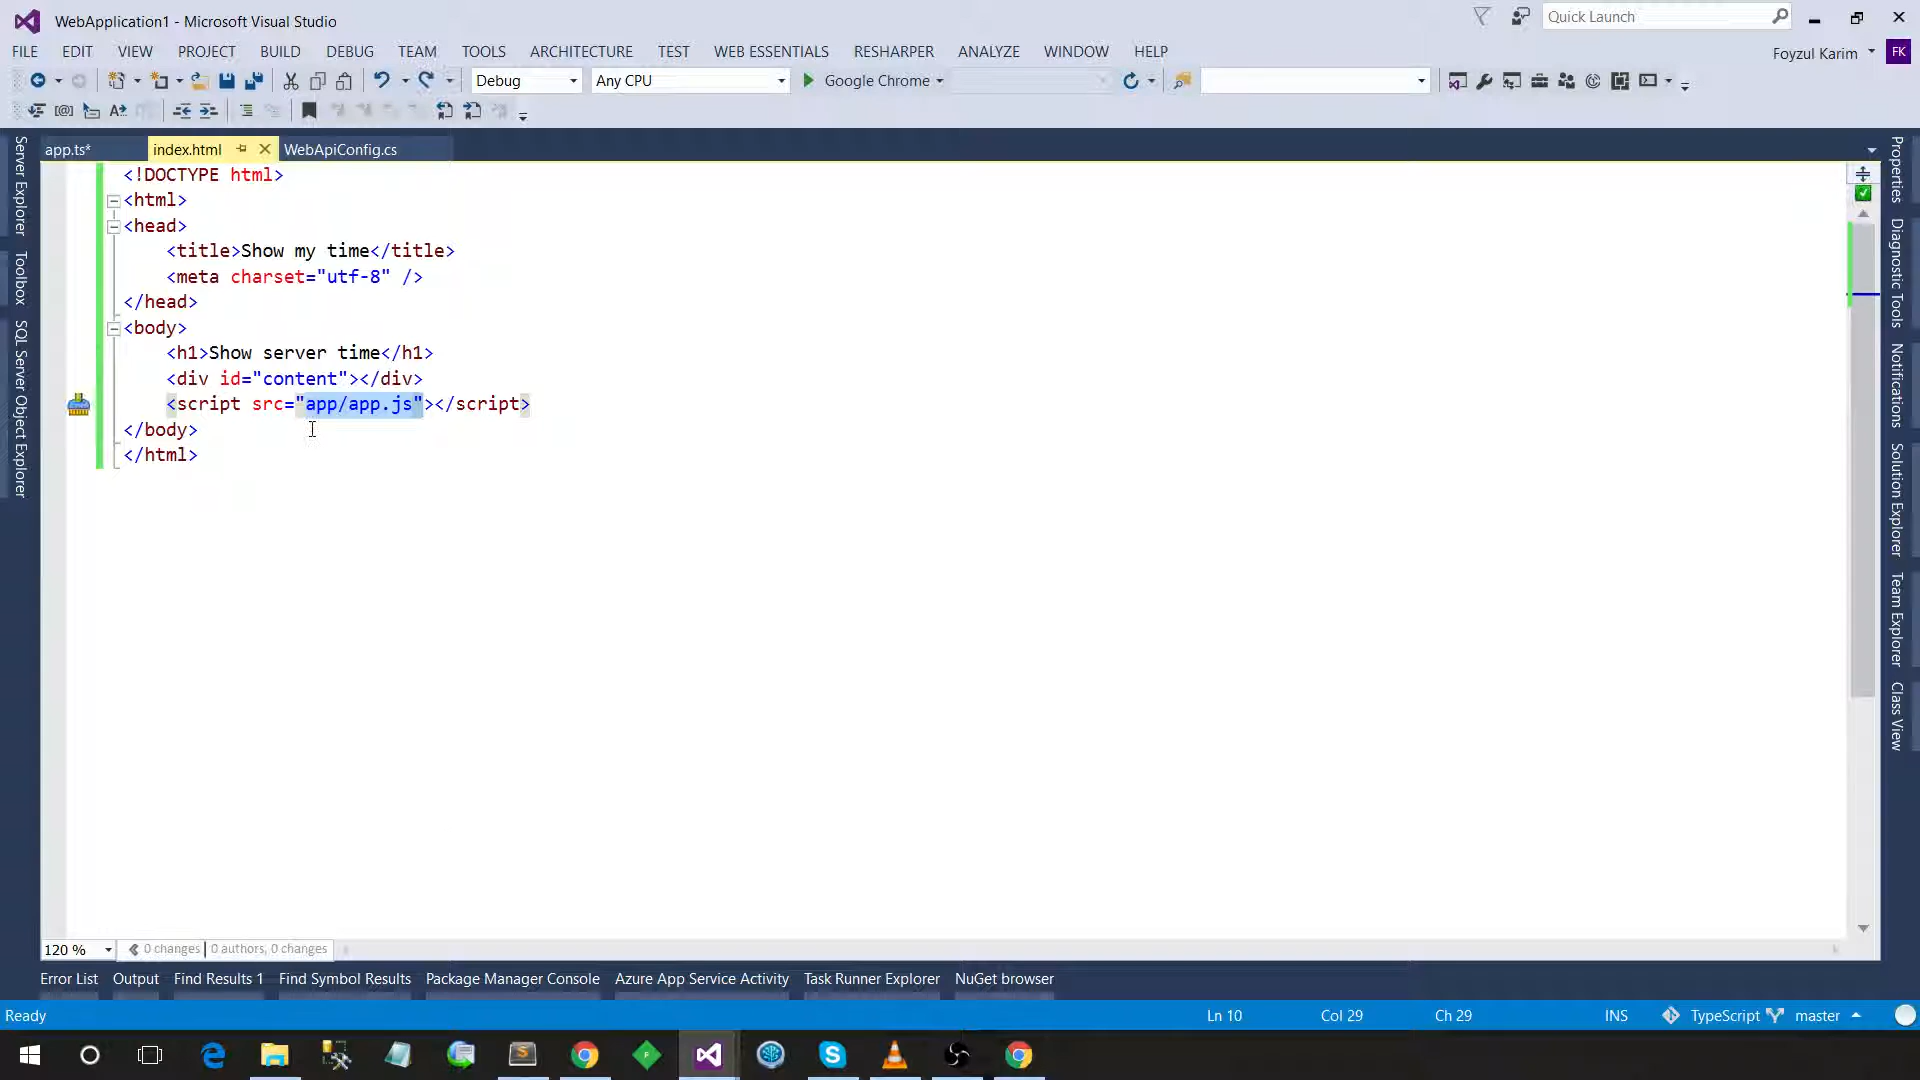 WebApplication1 - Microsoft Visual Studio
Quick Launch
FILE EDIT VIEW PROJECT BUILD DEBUG TEAM TOOLS ARCHITECTURE TEST WEB ESSENTIALS RESHARPER ANALYZE WINDOW HELP
Foyzul Karim FK
Debug Any CPU Google Chrome
app.ts* index.html WebApiConfig.cs
<!DOCTYPE html>
<html>
<head>
<title>Show my time</title>
<meta charset="utf-8" />
</head>
<body>
<h1>Show server time</h1>
<div id="content"></div>
<script src="app/app.js"></script>
</body>
</html>
Server Explorer
Toolbox
SQL Server Object Explorer
Properties
Diagnostic Tools
Notifications
Solution Explorer
Team Explorer
Class View
120 % 0 changes | 0 authors, 0 changes
Error List Output Find Results 1 Find Symbol Results Package Manager Console Azure App Service Activity Task Runner Explorer NuGet browser
Ready Ln 10 Col 29 Ch 29 INS TypeScript master